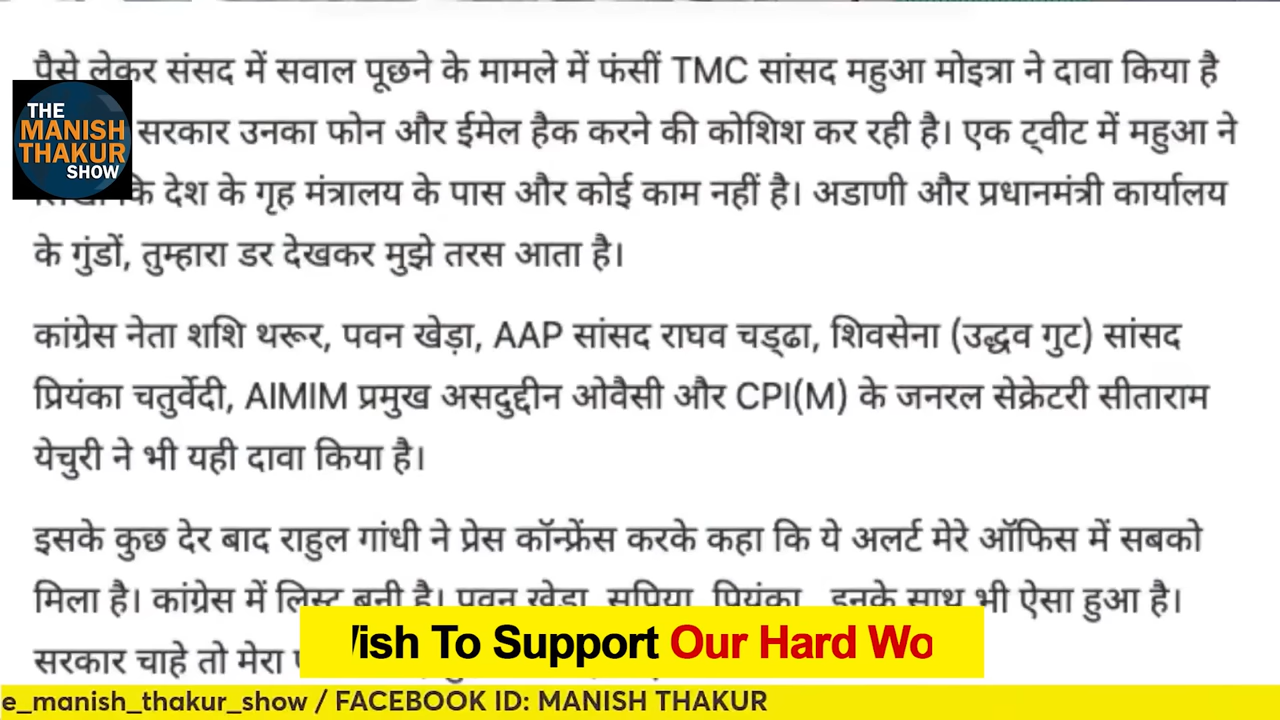 पैसे लेकर संसद में सवाल पूछने के मामले में फंसीं TMC सांसद महुआ मोइत्रा ने दावा किया है
THE
MANISH
THAKUR
SHOW
सरकार उनका फोन और ईमेल हैक करने की कोशिश कर रही है। एक ट्वीट में महुआ ने
कि देश के गृह मंत्रालय के पास और कोई काम नहीं है। अडाणी और प्रधानमंत्री कार्यालय
के गुंडों, तुम्हारा डर देखकर मुझे तरस आता है।
कांग्रेस नेता शशि थरूर, पवन खेड़ा, AAP सांसद राघव चड्ढा, शिवसेना (उद्धव गुट) सांसद
प्रियंका चतुर्वेदी, AIMIM प्रमुख असदुद्दीन ओवैसी और CPI(M) के जनरल सेक्रेटरी सीताराम
येचुरी ने भी यही दावा किया है।
इसके कुछ देर बाद राहुल गांधी ने प्रेस कॉन्फ्रेंस करके कहा कि ये अलर्ट मेरे ऑफिस में सबको
मिला है। कांग्रेस में लिस्ट बनी है। पवन खेड़ा, सुप्रिया, प्रियंका, इनके साथ भी ऐसा हुआ है।
सरकार चाहे तो मेरा
ish To Support Our Hard Wo
e_manish_thakur_show / FACEBOOK ID: MANISH THAKUR